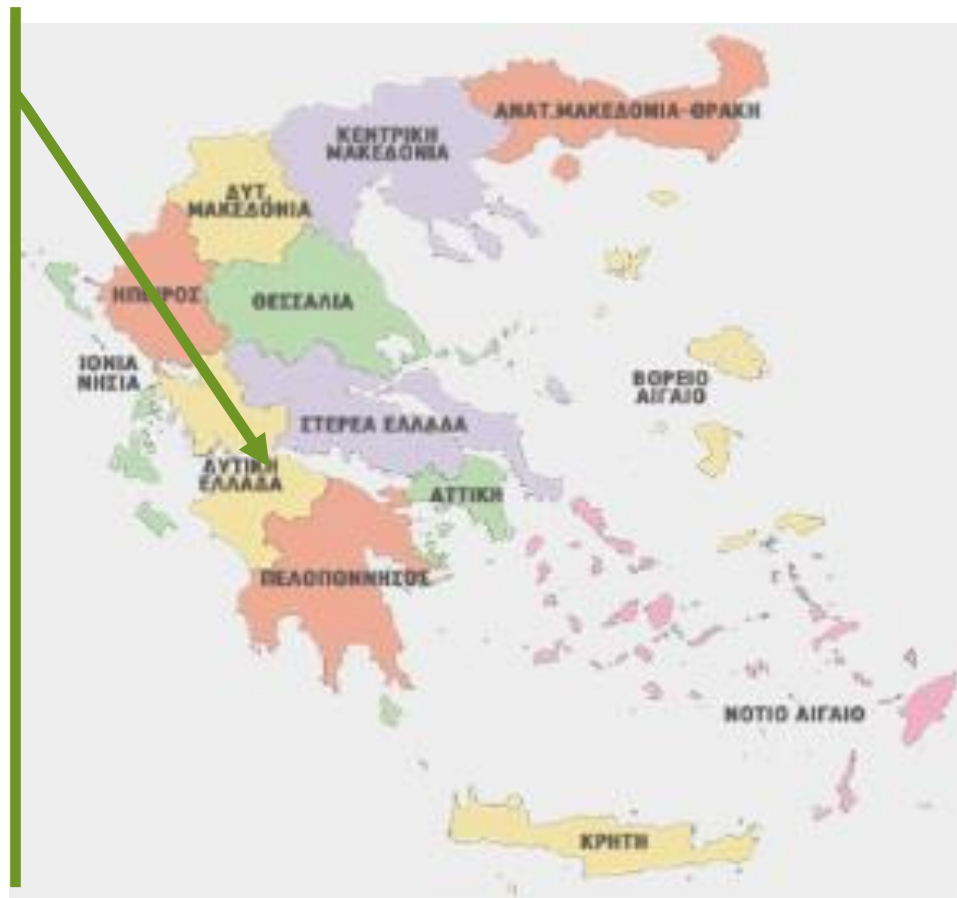 ΑΝΑΤ.ΜΑΚΕΔΟΝΙΑ-ΘΡΑΚΗ
ΚΕΝΤΡΙΚΗ
ΜΑΚΕΔΟΝΙΑ
ΔΥΤ.
ΜΑΚΕΔΟΝΙΑ
ΗΠΕΙΡΟΣ
ΘΕΣΣΑΛΙΑ
ΙΟΝΙΑ
ΝΗΣΙΑ
ΒΟΡΕΙΟ
ΑΙΓΑΙΟ
ΣΤΕΡΕΑ ΕΛΛΑΔΑ
ΔΥΤΙΚΗ
ΕΛΛΑΔΑ
ΑΤΤΙΚΗ
ΠΕΛΟΠΟΝΝΗΣΟΣ
ΝΟΤΙΟ ΑΙΓΑΙΟ
ΚΡΗΤΗ